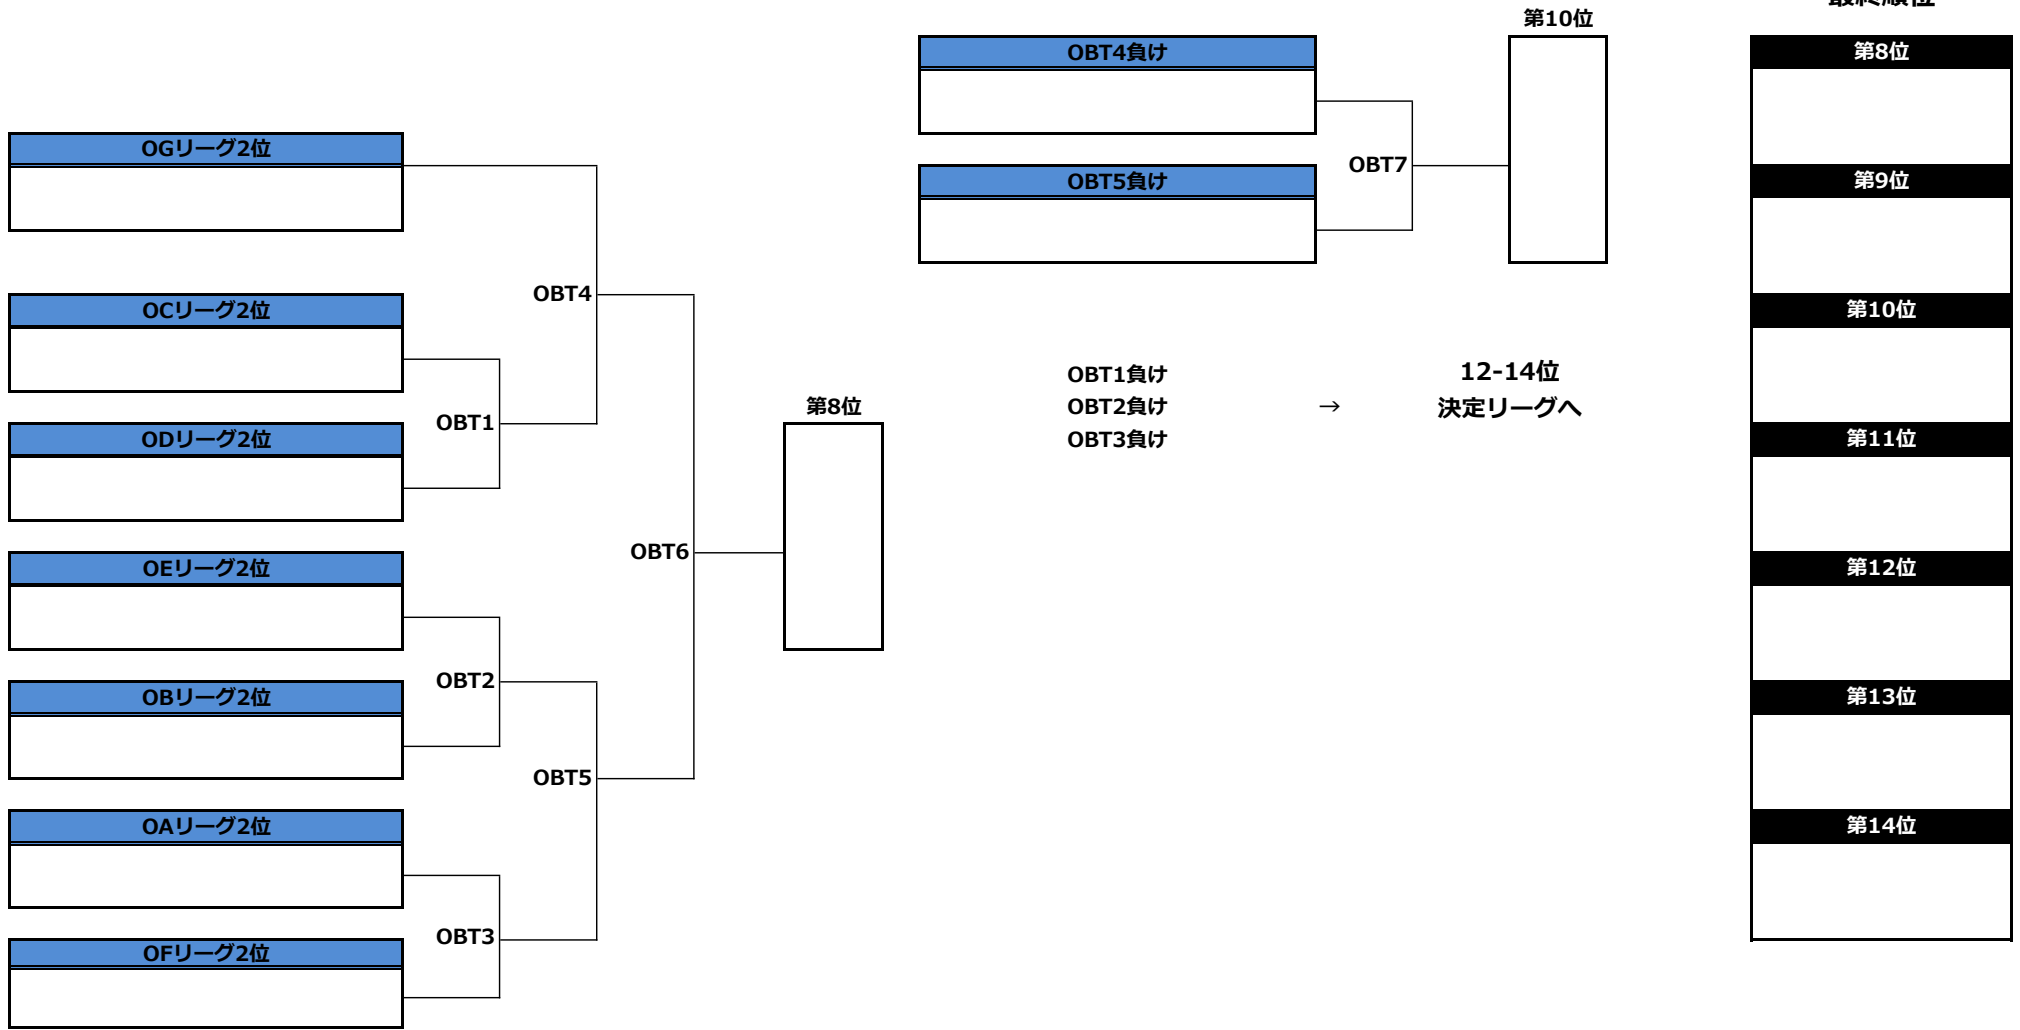 最終順位
第10位
OBT4負け
OBT7
OBT5負け
OGリーグ2位
OBT4
OCリーグ2位
OBT1
ODリーグ2位
OEリーグ2位
OBT6
第8位
OBT2
OBリーグ2位
OBT5
OAリーグ2位
OBT3
OFリーグ2位
OBT1負け
OBT2負け
OBT3負け
→
12-14位
決定リーグへ
第8位
第9位
第10位
第11位
第12位
第13位
第14位